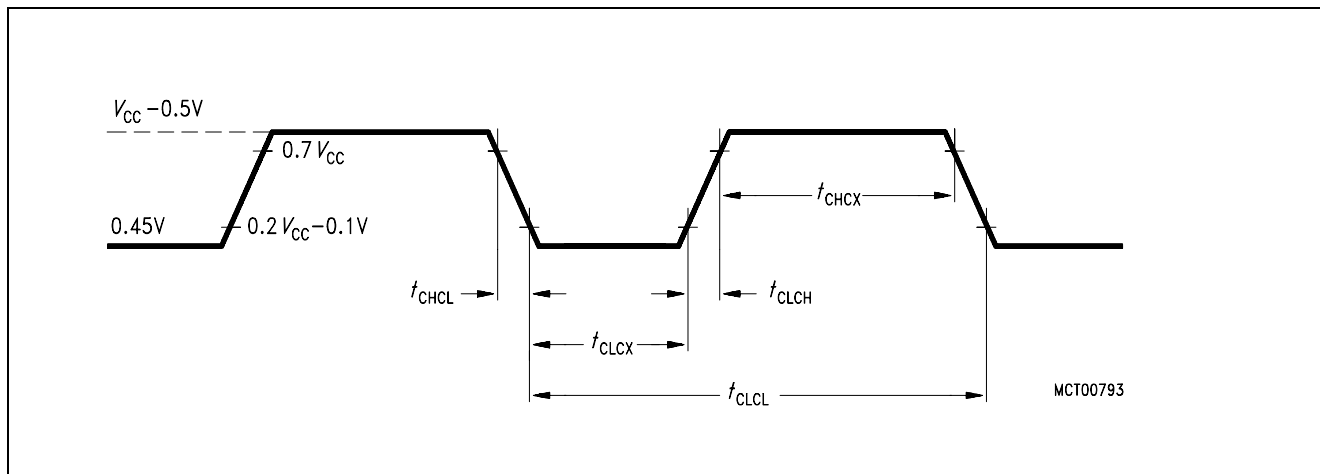 V_CC −0.5V
0.7 V_CC
0.45V
0.2 V_CC −0.1V
t_CHCX
t_CHCL
t_CLCH
t_CLCX
t_CLCL
MCT00793